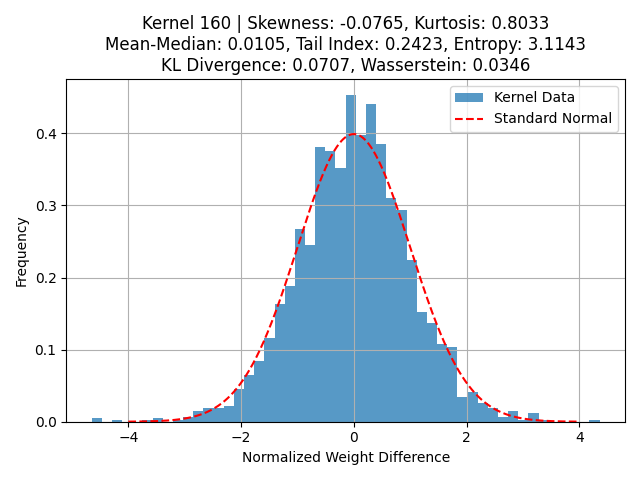 Kernel 160 | Skewness: -0.0765, Kurtosis: 0.8033
Mean-Median: 0.0105, Tail Index: 0.2423, Entropy: 3.1143
KL Divergence: 0.0707, Wasserstein: 0.0346
Kernel Data
Standard Normal
Frequency
0.4
0.3
0.2
0.1
0.0
−4
−2
0
2
4
Normalized Weight Difference